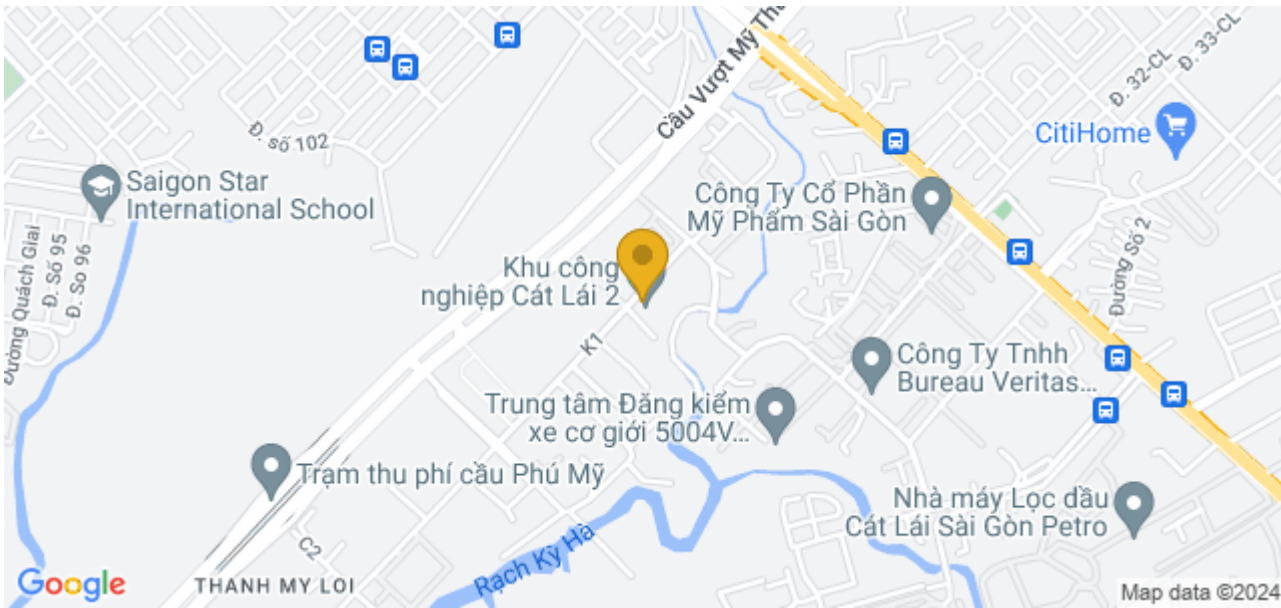 Cầu Vượt Mỹ Th
Đ. 33-CL
Đ. 32-CL
CitiHome
Đ. số 102
Saigon Star
International School
Công Ty Cổ Phần
Mỹ Phẩm Sài Gòn
Đường Số 2
Đường Quách Giai
Đ. Số 95
Đ. So 96
Khu công
nghiệp Cát Lái 2
K1
Công Ty Tnhh
Bureau Veritas...
Trung tâm Đăng kiểm
xe cơ giới 5004V...
Trạm thu phí cầu Phú Mỹ
Nhà máy Lọc dầu
Cát Lái Sài Gòn Petro
C2
Rạch Kỳ Hà
THANH MY LOI
Google
Map data ©2024